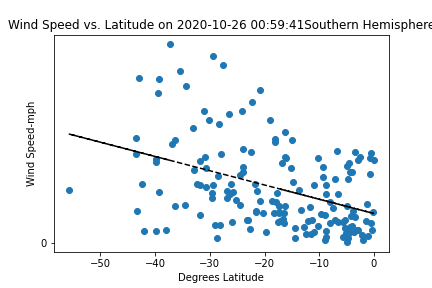 Wind Speed vs. Latitude on 2020-10-26 00:59:41Southern Hemisphere
Wind Speed-mph
0
−50 −40 −30 −20 −10 0
Degrees Latitude